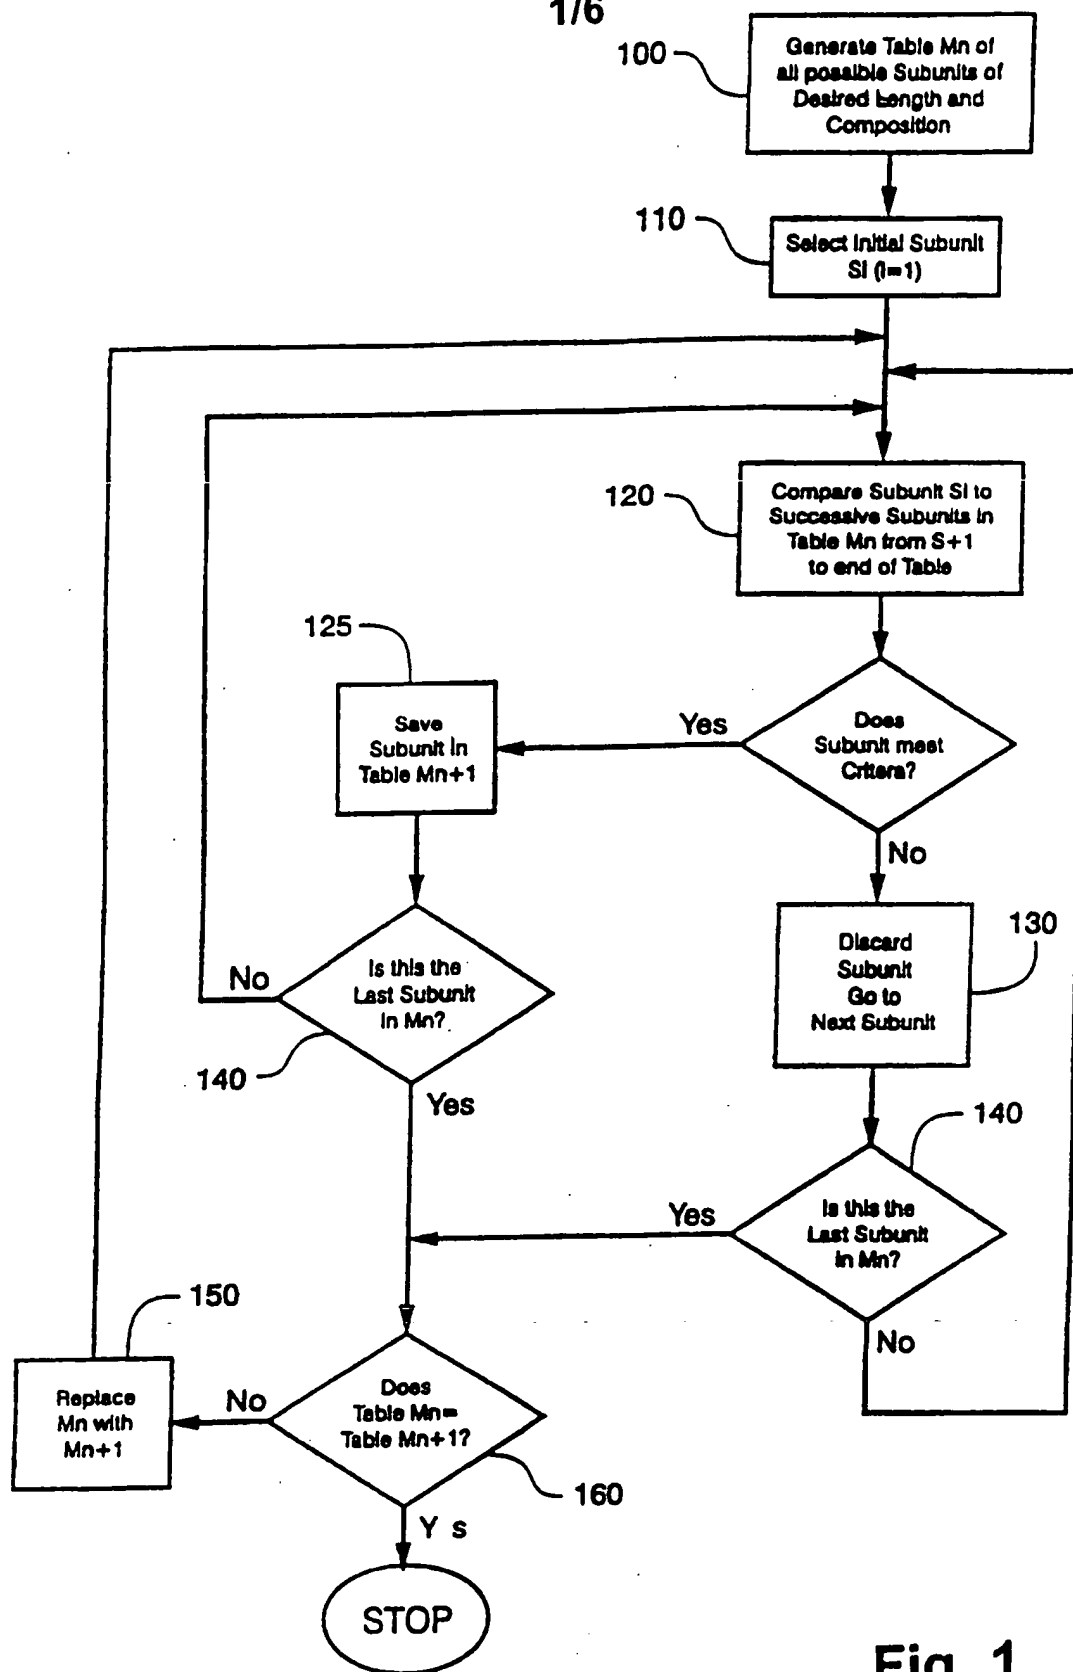 1/6
100
Generate Table Mn of
all possible Subunits of
Desired Length and
Composition
110
Select Initial Subunit
SI (I=1)
120
Compare Subunit SI to
Successive Subunits in
Table Mn from S+1
to end of Table
125
Save
Subunit in
Table Mn+1
Yes
Does
Subunit meet
Critera?
No
130
Discard
Subunit
Go to
Next Subunit
No
Is this the
Last Subunit
in Mn?
140
Yes
140
Yes
Is this the
Last Subunit
in Mn?
No
150
Replace
Mn with
Mn+1
No
Does
Table Mn=
Table Mn+1?
160
Y s
STOP
Fig. 1